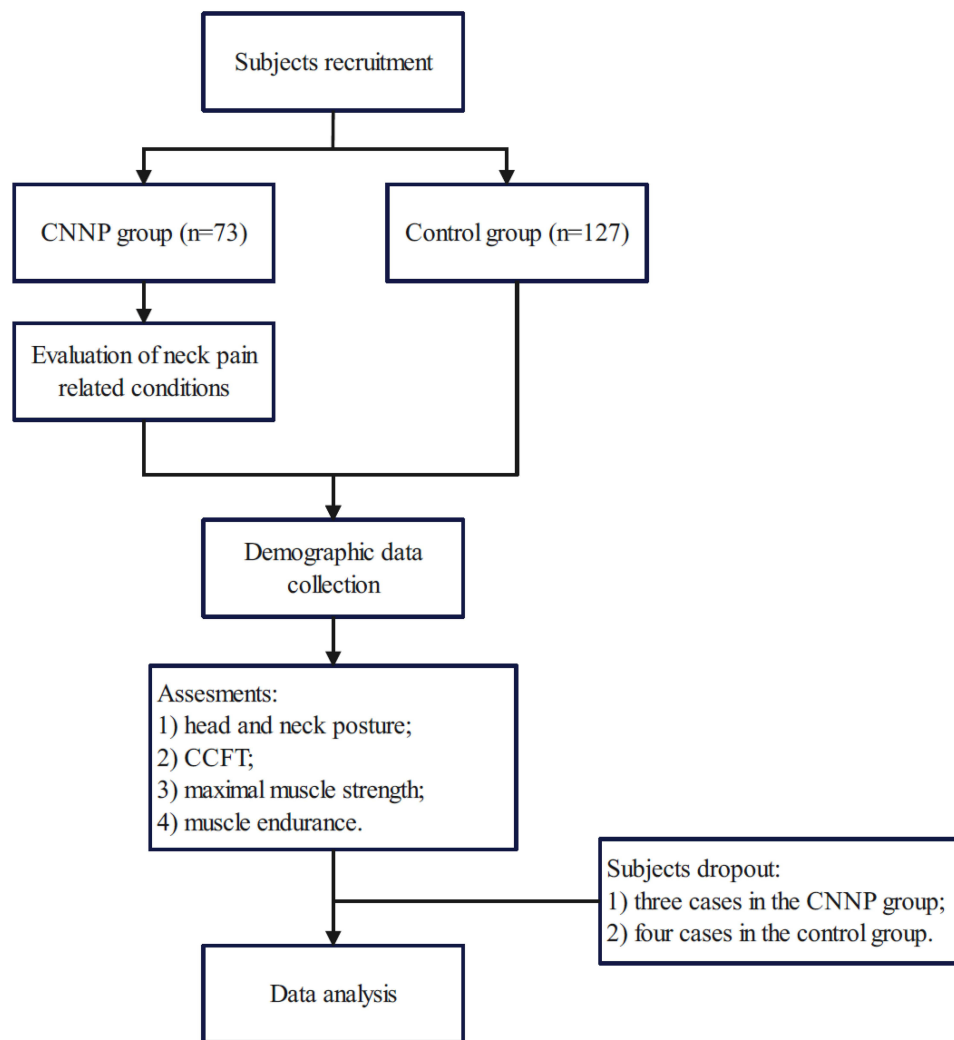 Subjects recruitment
CNNP group (n=73)
Control group (n=127)
Evaluation of neck pain
related conditions
Demographic data
collection
Assesments:
1) head and neck posture;
2) CCFT;
3) maximal muscle strength;
4) muscle endurance.
Subjects dropout:
1) three cases in the CNNP group;
2) four cases in the control group.
Data analysis